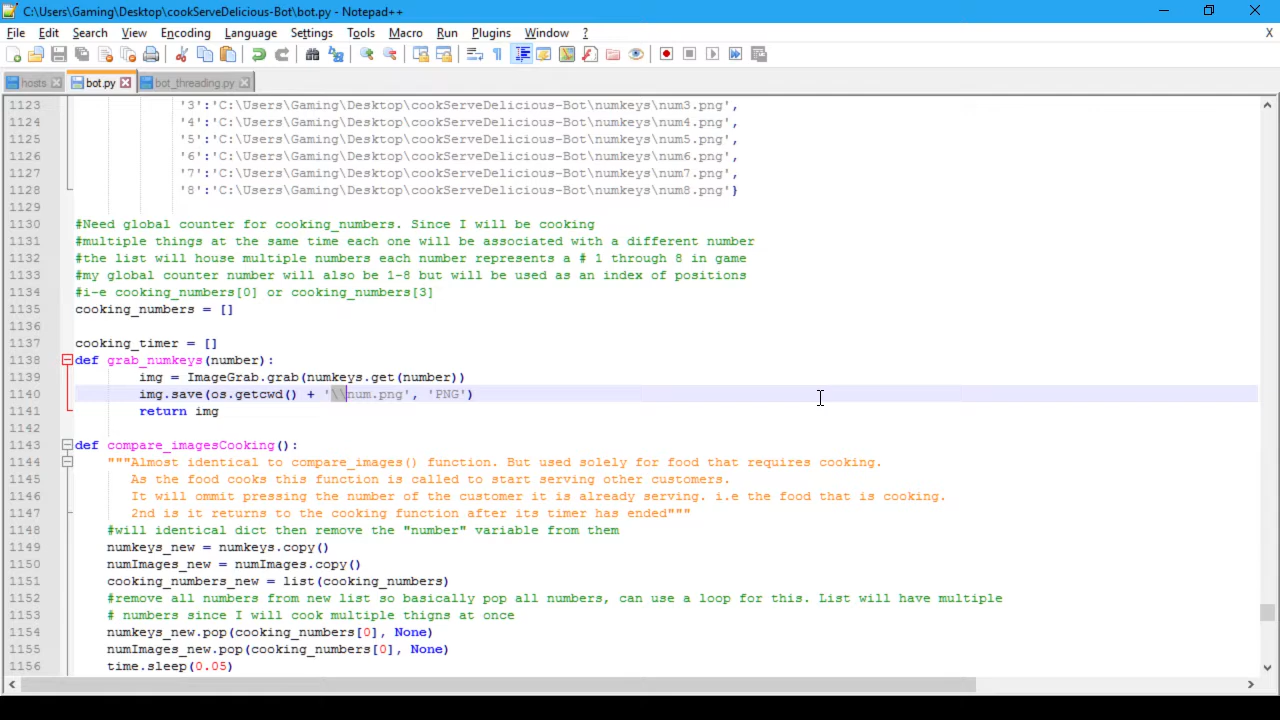 C:\Users\Gaming\Desktop\cookServeDelicious-Bot\bot.py - Notepad++
File Edit Search View Encoding Language Settings Tools Macro Run Plugins Window ? X
hosts bot.py bot_threading.py
1123 '3':'C:\Users\Gaming\Desktop\cookServeDelicious-Bot\numkeys\num3.png',
1124 '4':'C:\Users\Gaming\Desktop\cookServeDelicious-Bot\numkeys\num4.png',
1125 '5':'C:\Users\Gaming\Desktop\cookServeDelicious-Bot\numkeys\num5.png',
1126 '6':'C:\Users\Gaming\Desktop\cookServeDelicious-Bot\numkeys\num6.png',
1127 '7':'C:\Users\Gaming\Desktop\cookServeDelicious-Bot\numkeys\num7.png',
1128 '8':'C:\Users\Gaming\Desktop\cookServeDelicious-Bot\numkeys\num8.png'}
1129
1130 #Need global counter for cooking_numbers. Since I will be cooking
1131 #multiple things at the same time each one will be associated with a different number
1132 #the list will house multiple numbers each number represents a # 1 through 8 in game
1133 #my global counter number will also be 1-8 but will be used as an index of positions
1134 #i-e cooking_numbers[0] or cooking_numbers[3]
1135 cooking_numbers = []
1136
1137 cooking_timer = []
1138 def grab_numkeys(number):
1139 img = ImageGrab.grab(numkeys.get(number))
1140 img.save(os.getcwd() + '\\num.png', 'PNG')
1141 return img
1142
1143 def compare_imagesCooking():
1144 """Almost identical to compare_images() function. But used solely for food that requires cooking.
1145 As the food cooks this function is called to start serving other customers.
1146 It will ommit pressing the number of the customer it is already serving. i.e the food that is cooking.
1147 2nd is it returns to the cooking function after its timer has ended"""
1148 #will identical dict then remove the "number" variable from them
1149 numkeys_new = numkeys.copy()
1150 numImages_new = numImages.copy()
1151 cooking_numbers_new = list(cooking_numbers)
1152 #remove all numbers from new list so basically pop all numbers, can use a loop for this. List will have multiple
1153 # numbers since I will cook multiple thigns at once
1154 numkeys_new.pop(cooking_numbers[0], None)
1155 numImages_new.pop(cooking_numbers[0], None)
1156 time.sleep(0.05)